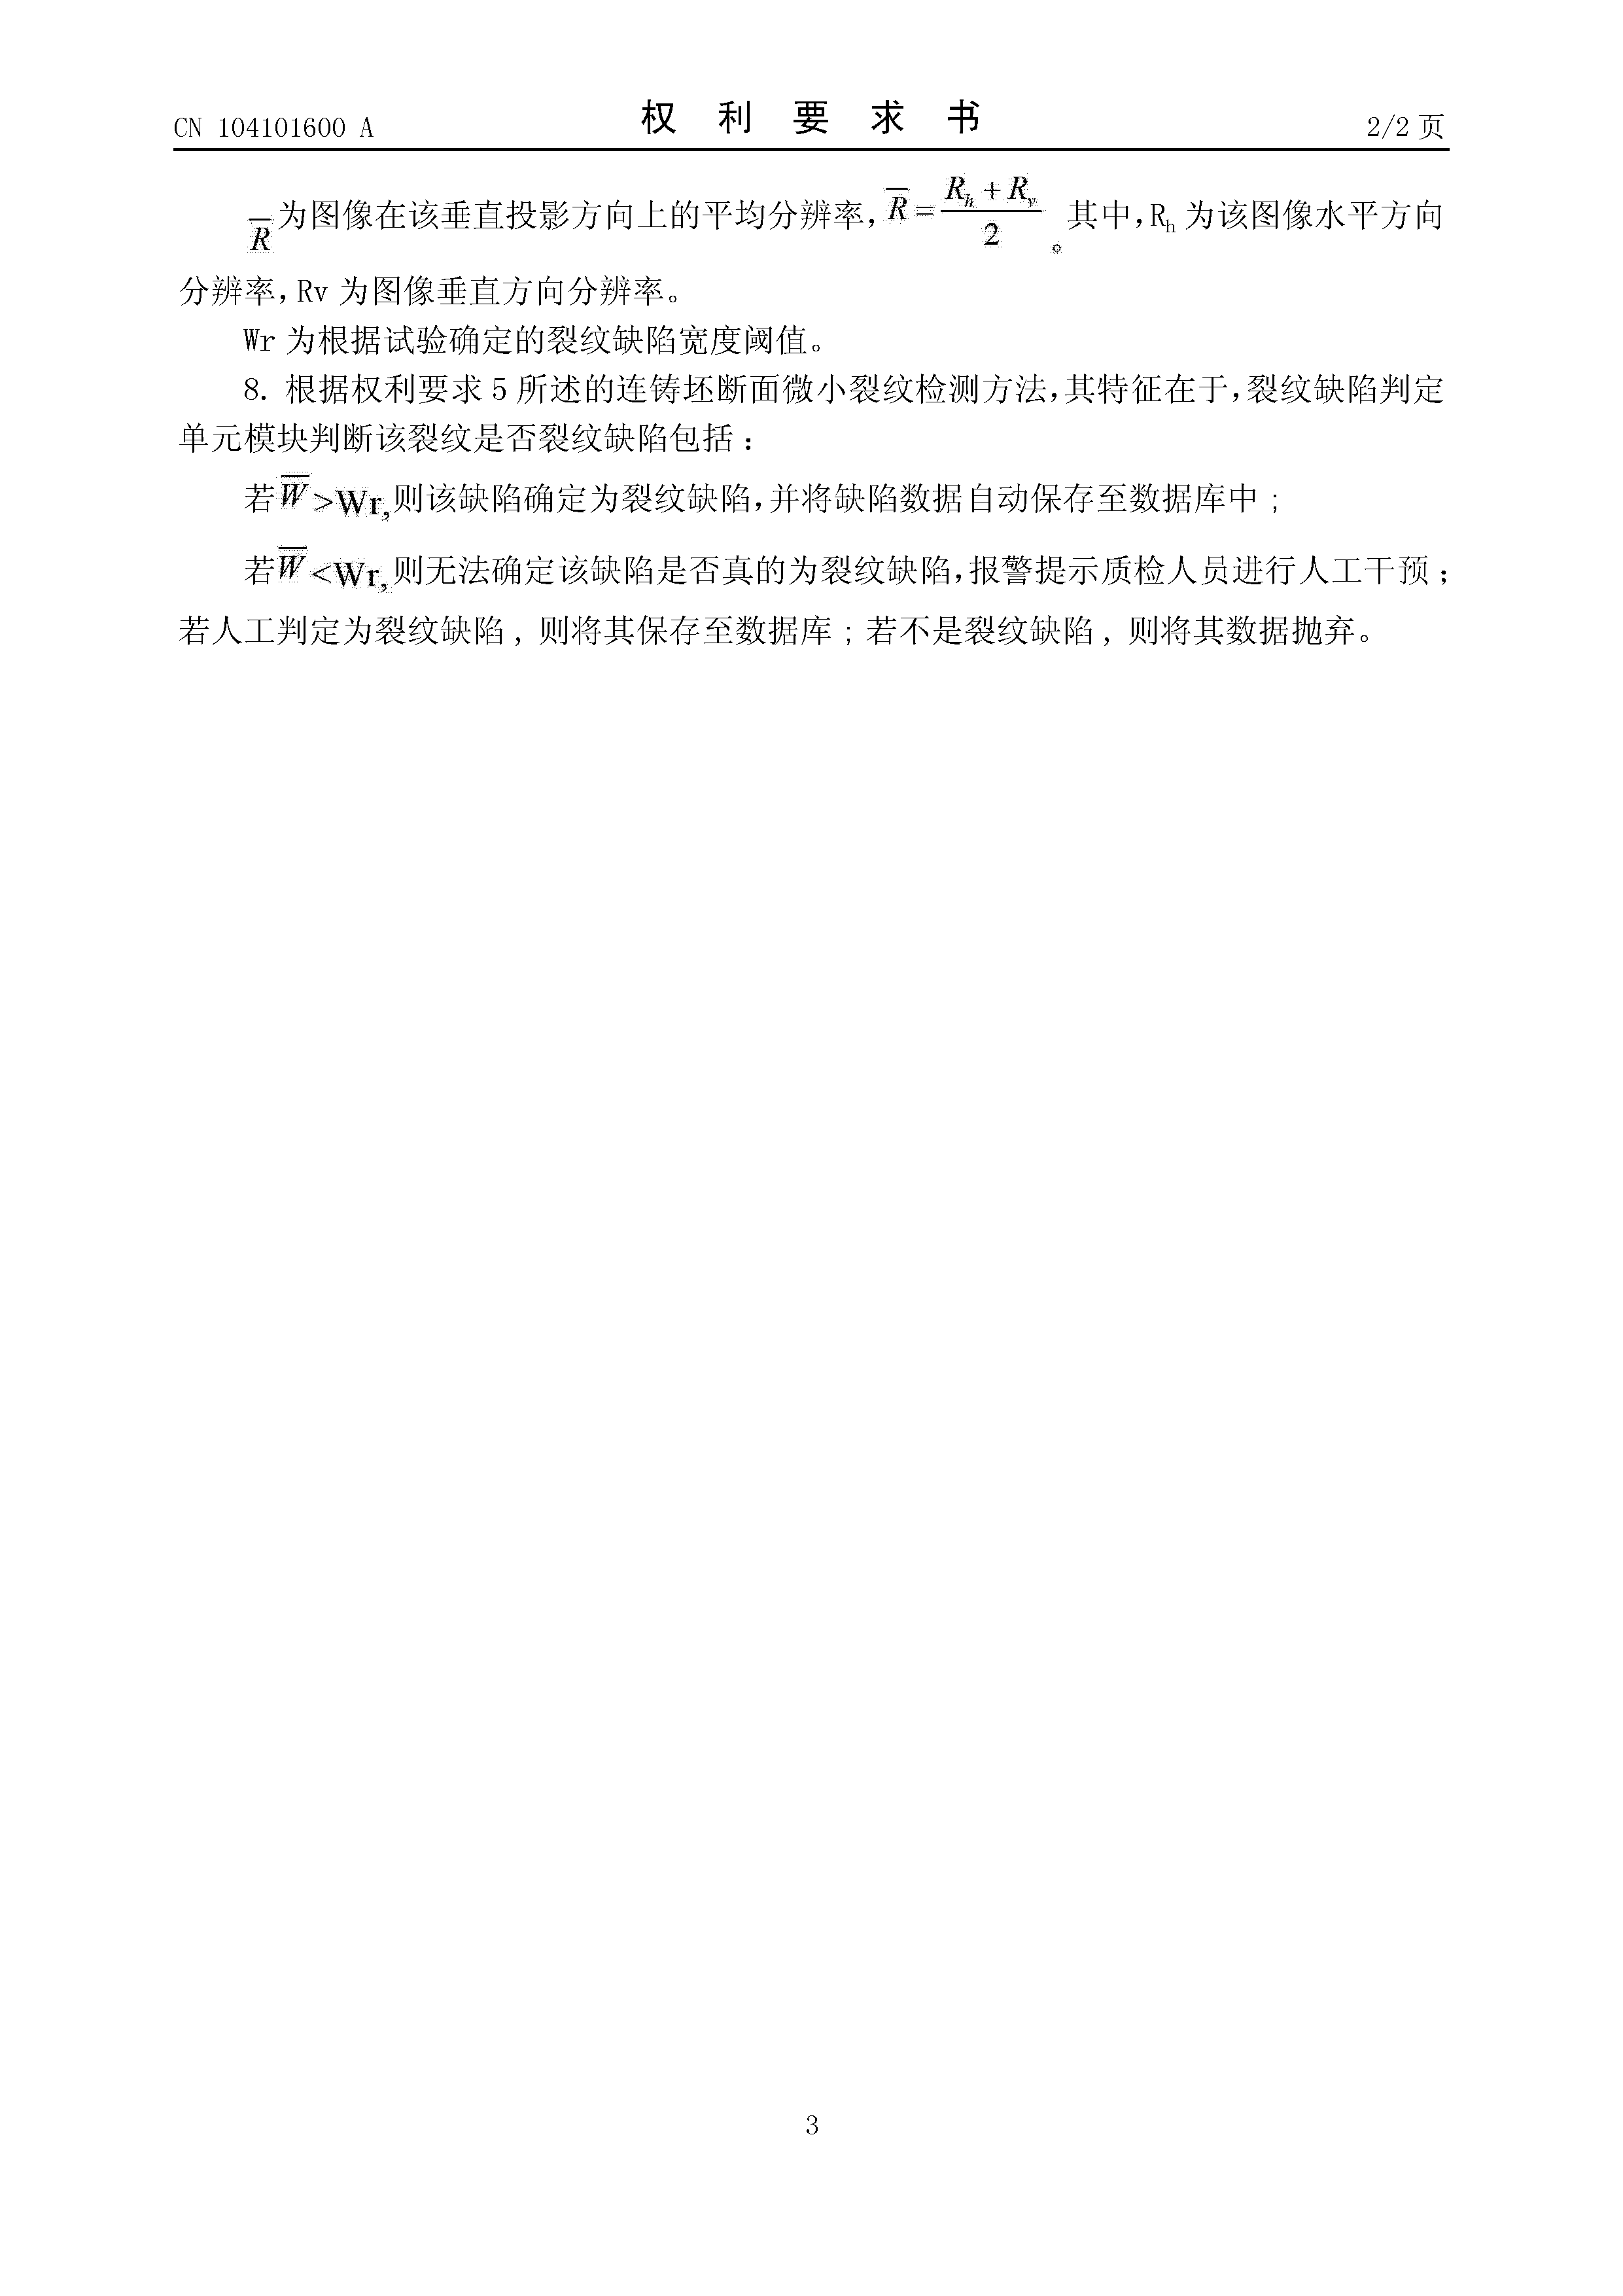 CN 104101600 A 权利要求书 2/2 页
R̅ 为图像在该垂直投影方向上的平均分辨率，R̅ = (R_h + R_v)/2 。其中，R_h 为该图像水平方向
分辨率，Rv 为图像垂直方向分辨率。
Wr 为根据试验确定的裂纹缺陷宽度阈值。
8. 根据权利要求 5 所述的连铸坯断面微小裂纹检测方法，其特征在于，裂纹缺陷判定
单元模块判断该裂纹是否裂纹缺陷包括：
若 W̅ >Wr, 则该缺陷确定为裂纹缺陷，并将缺陷数据自动保存至数据库中；
若 W̅ <Wr, 则无法确定该缺陷是否真的为裂纹缺陷，报警提示质检人员进行人工干预；
若人工判定为裂纹缺陷，则将其保存至数据库；若不是裂纹缺陷，则将其数据抛弃。
3